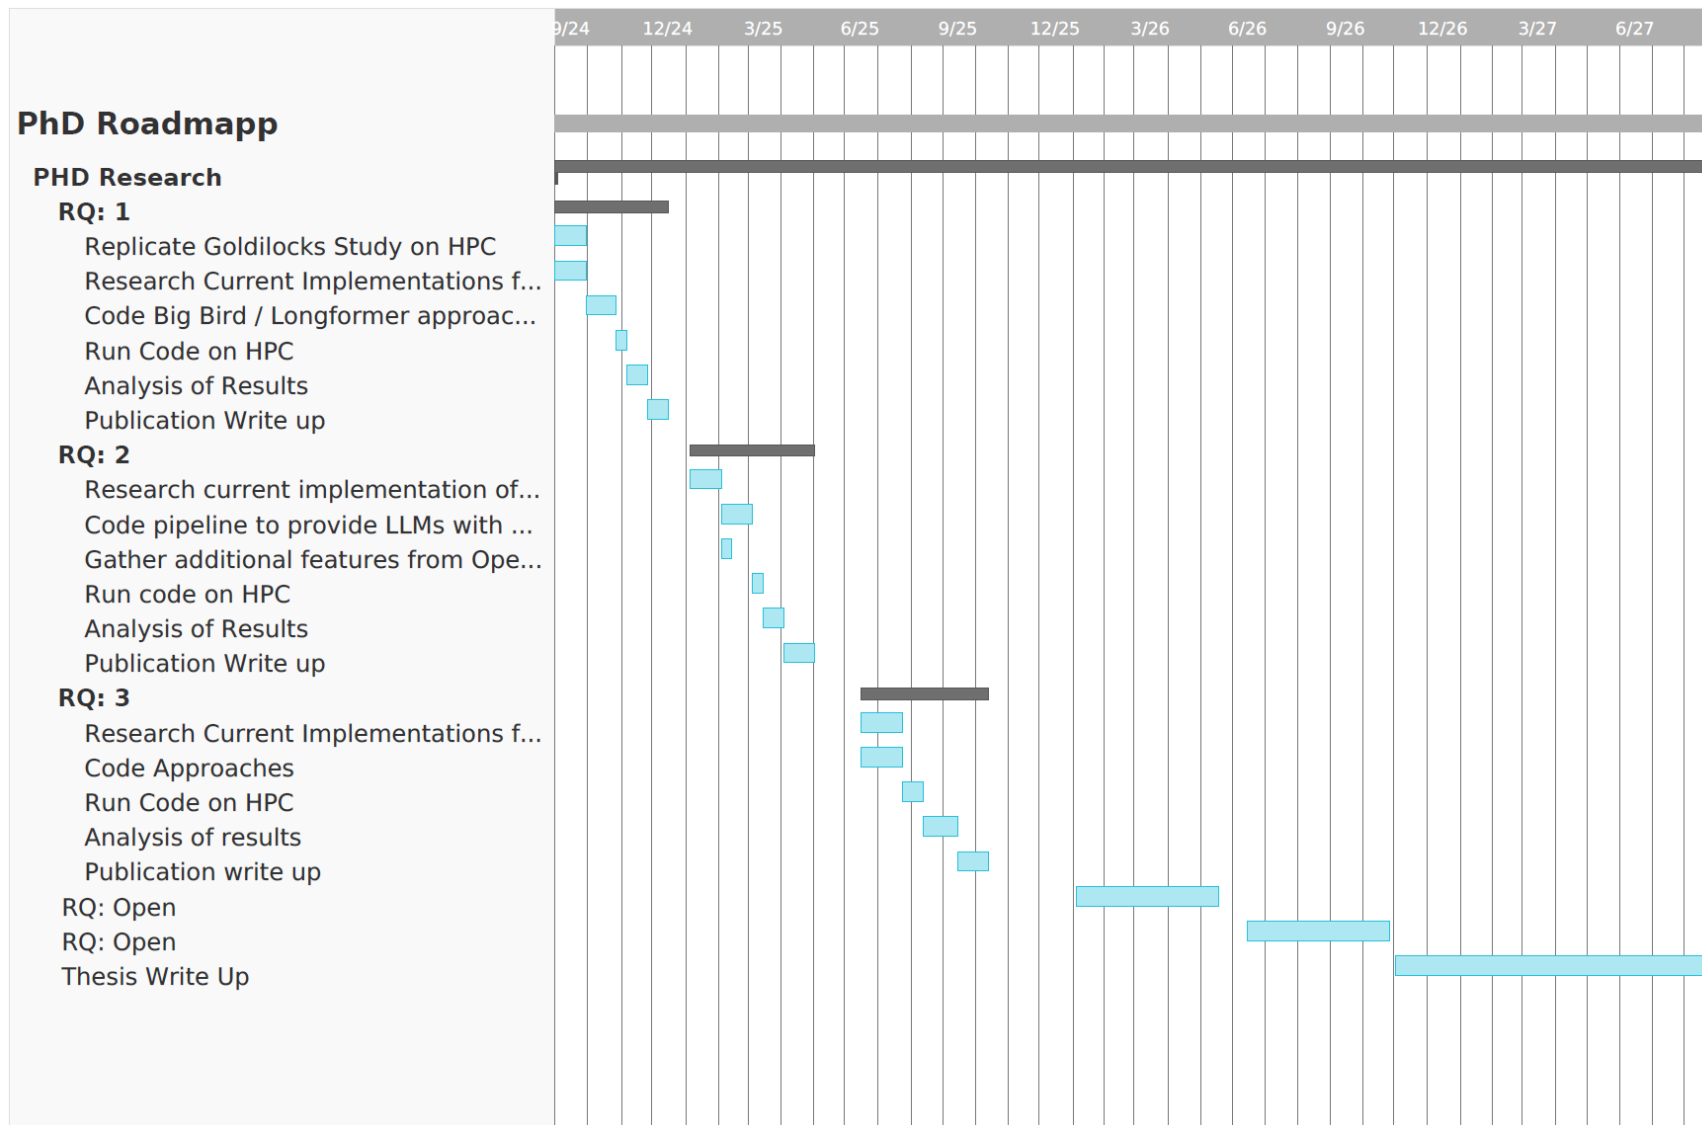 9/24 12/24 3/25 6/25 9/25 12/25 3/26 6/26 9/26 12/26 3/27 6/27
PhD Roadmapp
PHD Research
RQ: 1
Replicate Goldilocks Study on HPC
Research Current Implementations f...
Code Big Bird / Longformer approac...
Run Code on HPC
Analysis of Results
Publication Write up
RQ: 2
Research current implementation of...
Code pipeline to provide LLMs with ...
Gather additional features from Ope...
Run code on HPC
Analysis of Results
Publication Write up
RQ: 3
Research Current Implementations f...
Code Approaches
Run Code on HPC
Analysis of results
Publication write up
RQ: Open
RQ: Open
Thesis Write Up